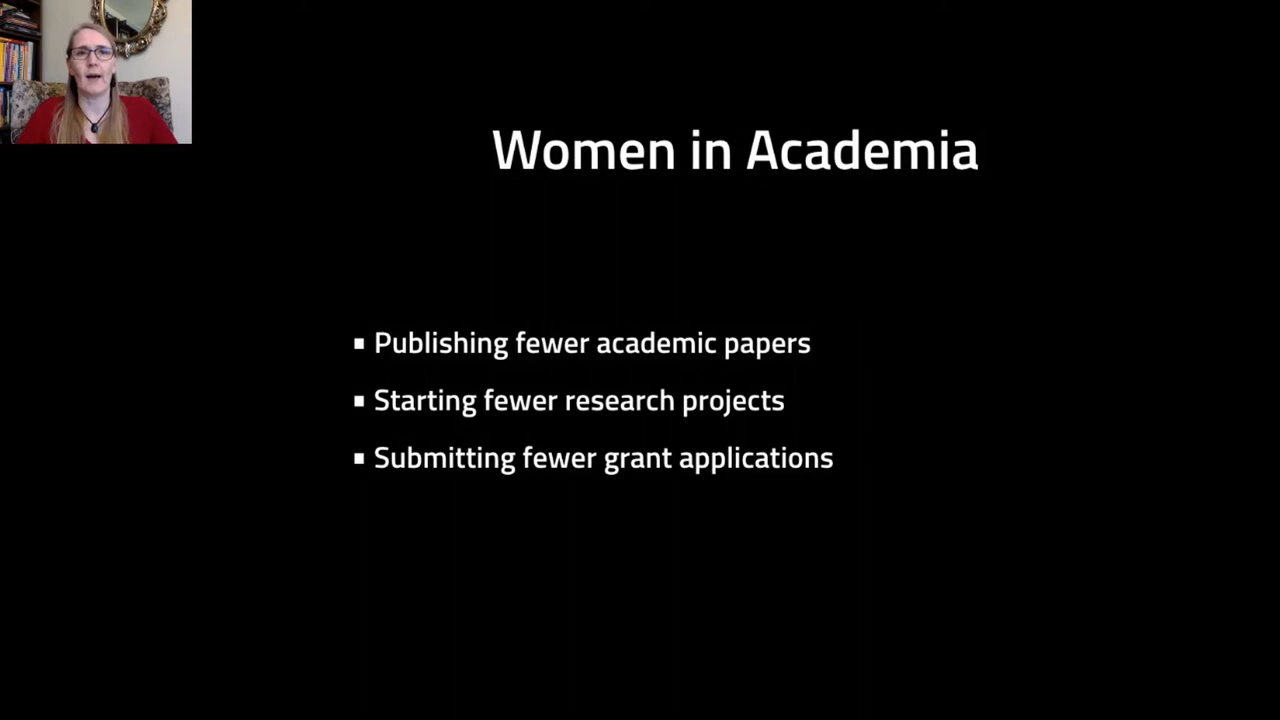 Women in Academia
▪ Publishing fewer academic papers
▪ Starting fewer research projects
▪ Submitting fewer grant applications